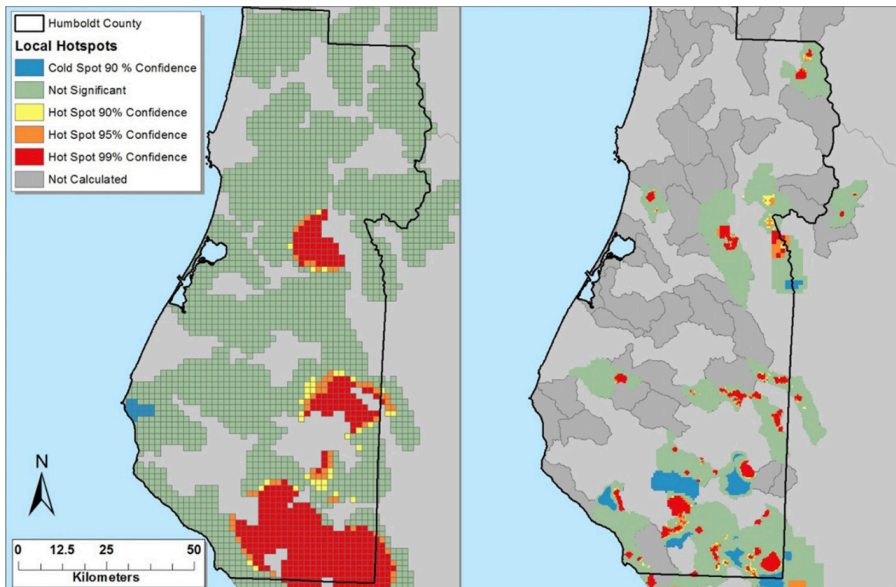 Humboldt County
Local Hotspots
Cold Spot 90 % Confidence
Not Significant
Hot Spot 90% Confidence
Hot Spot 95% Confidence
Hot Spot 99% Confidence
Not Calculated
N
0 12.5 25 50
Kilometers